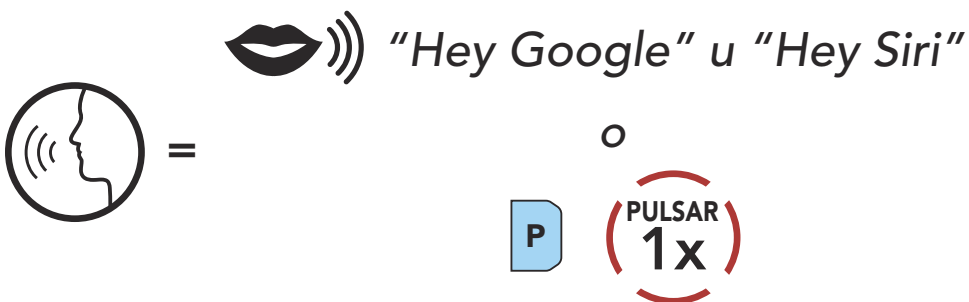 “Hey Google” u “Hey Siri”
=
o
P
PULSAR
1x